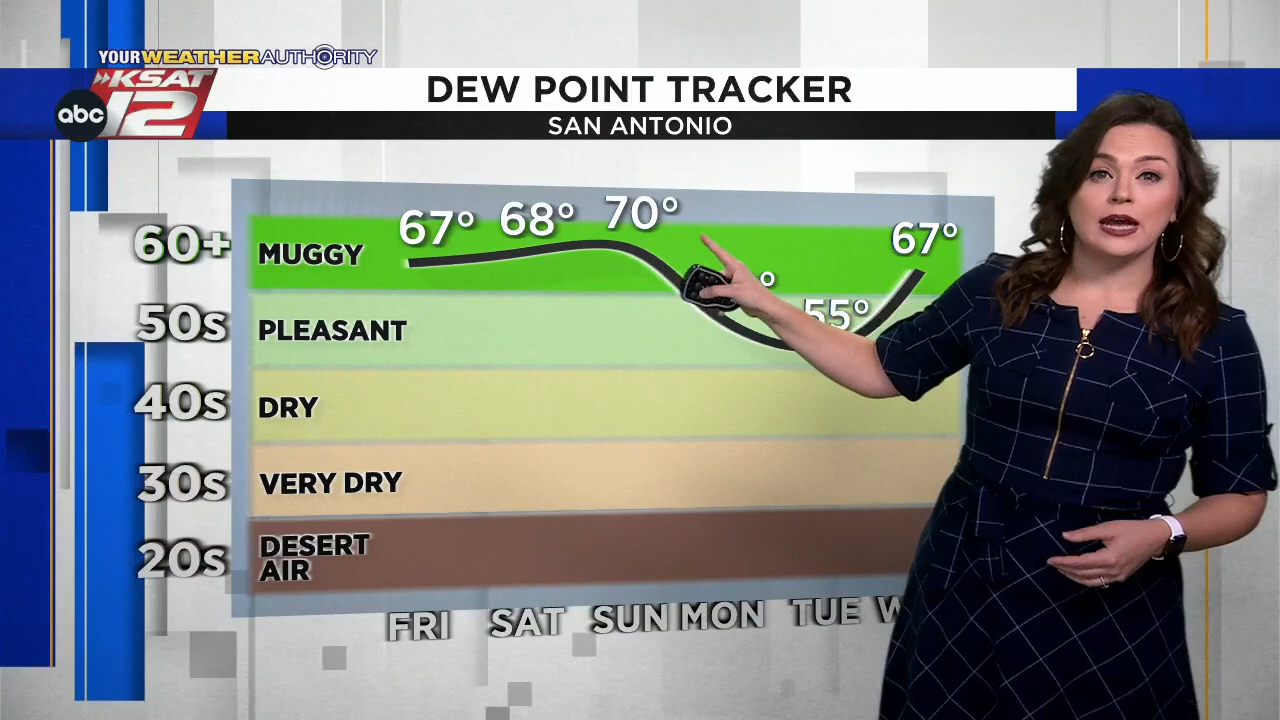 YOURWEATHERAUTHORITY
KSAT
abc 12
DEW POINT TRACKER
SAN ANTONIO
67° 68° 70° ° 55° 67°
60+ MUGGY
50s PLEASANT
40s DRY
30s VERY DRY
20s DESERT
AIR
FRI SAT SUN MON TUE W